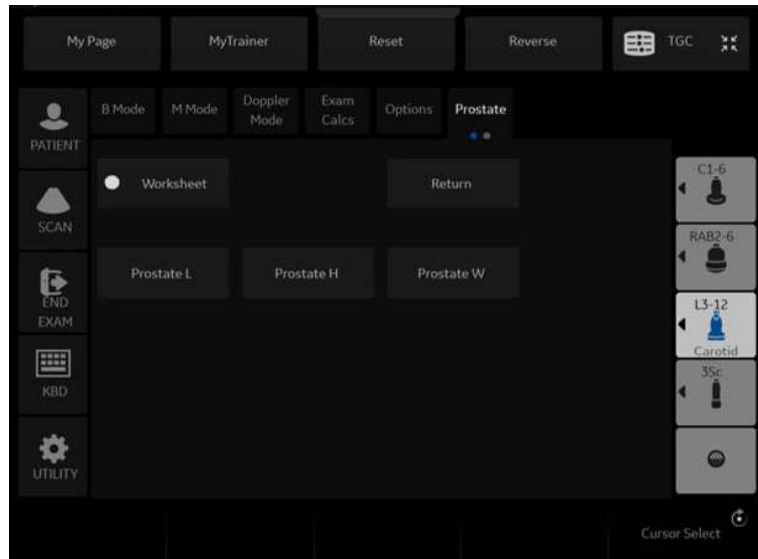 My Page
MyTrainer
Reset
Reverse
TGC
PATIENT
SCAN
END
EXAM
KBD
UTILITY
B Mode
M Mode
Doppler
Mode
Exam
Calcs
Options
Prostate
Worksheet
Return
Prostate L
Prostate H
Prostate W
C1-6
RAB2-6
L3-12
Carotid
3Sc
Cursor Select